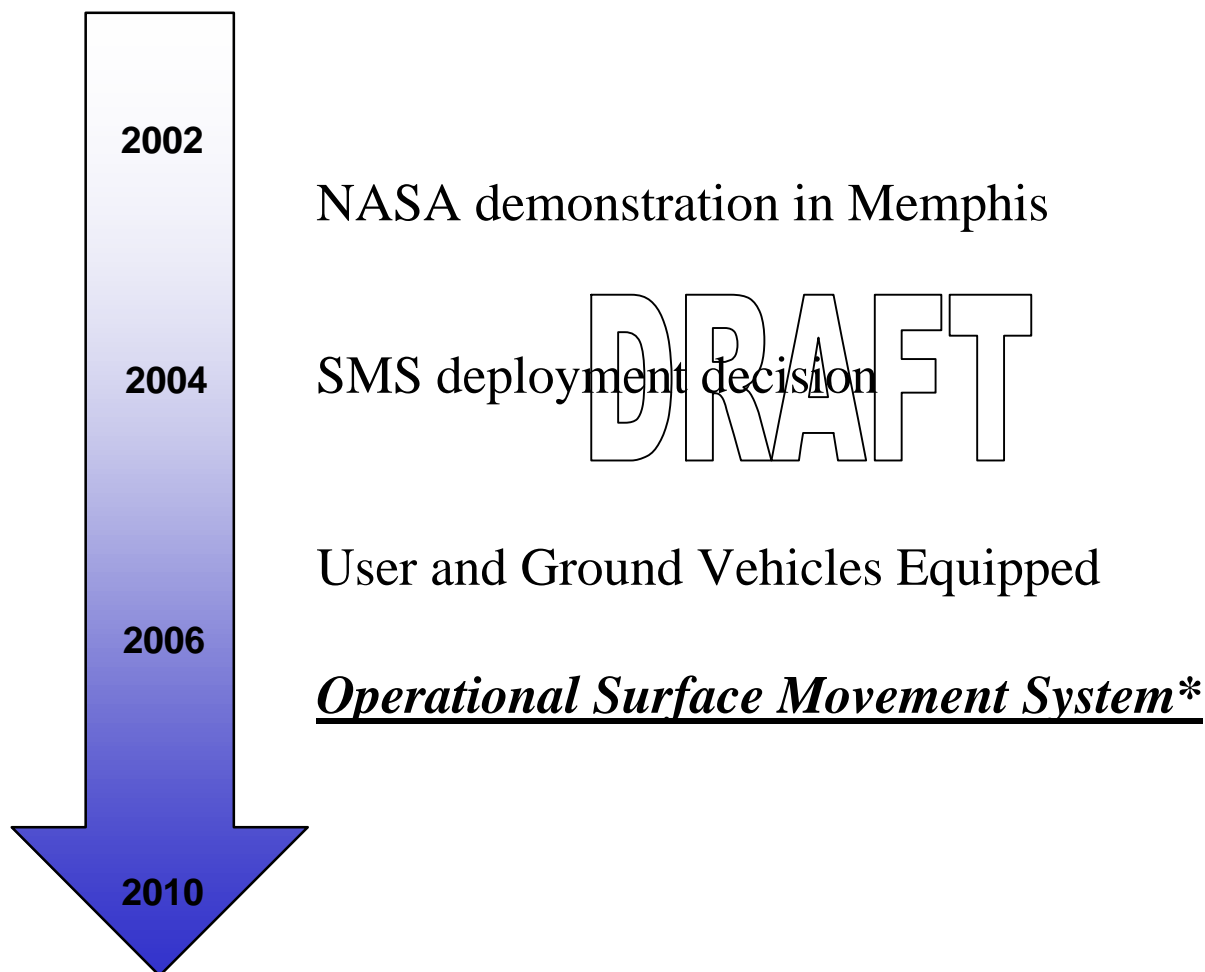 2002
NASA demonstration in Memphis
DRAFT
2004 SMS deployment decision
User and Ground Vehicles Equipped
2006
Operational Surface Movement System*
2010